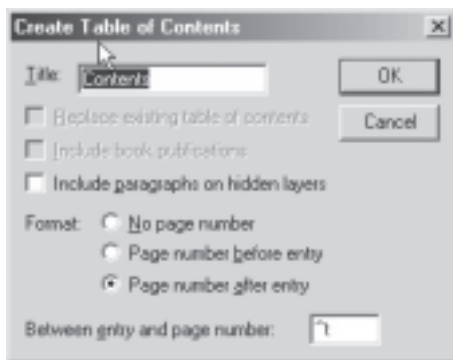 Create Table of Contents
Title: Contents
OK
Replace existing table of contents
Cancel
Include book publications
Include paragraphs on hidden layers
Format: No page number
Page number before entry
Page number after entry
Between entry and page number: ^t